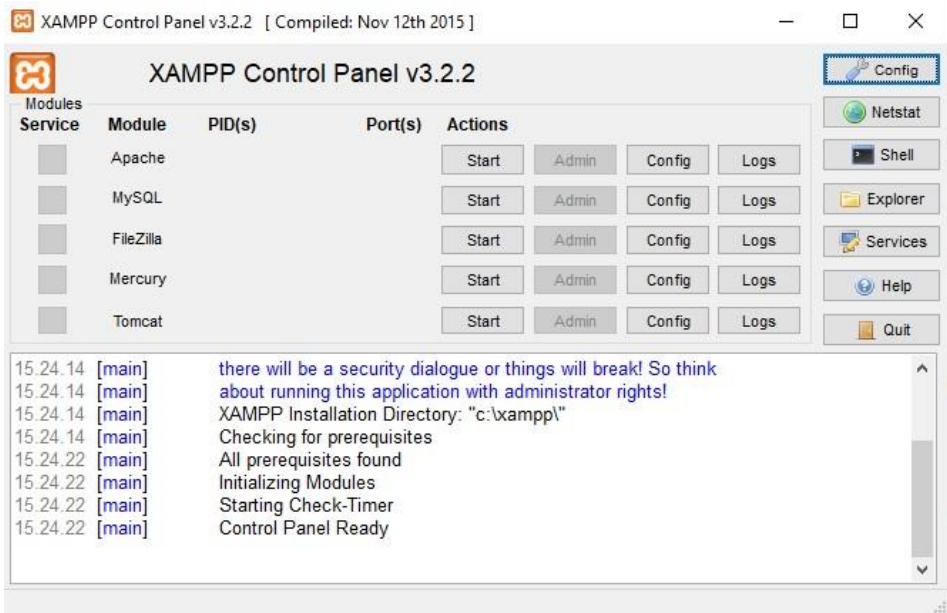 XAMPP Control Panel v3.2.2 [ Compiled: Nov 12th 2015 ]
XAMPP Control Panel v3.2.2
Config
Modules
Service Module PID(s) Port(s) Actions
Netstat
Apache Start Admin Config Logs
Shell
MySQL Start Admin Config Logs
Explorer
FileZilla Start Admin Config Logs
Services
Mercury Start Admin Config Logs
Help
Tomcat Start Admin Config Logs
Quit
15.24.14 [main] there will be a security dialogue or things will break! So think
15.24.14 [main] about running this application with administrator rights!
15.24.14 [main] XAMPP Installation Directory: "c:\xampp\"
15.24.14 [main] Checking for prerequisites
15.24.22 [main] All prerequisites found
15.24.22 [main] Initializing Modules
15.24.22 [main] Starting Check-Timer
15.24.22 [main] Control Panel Ready